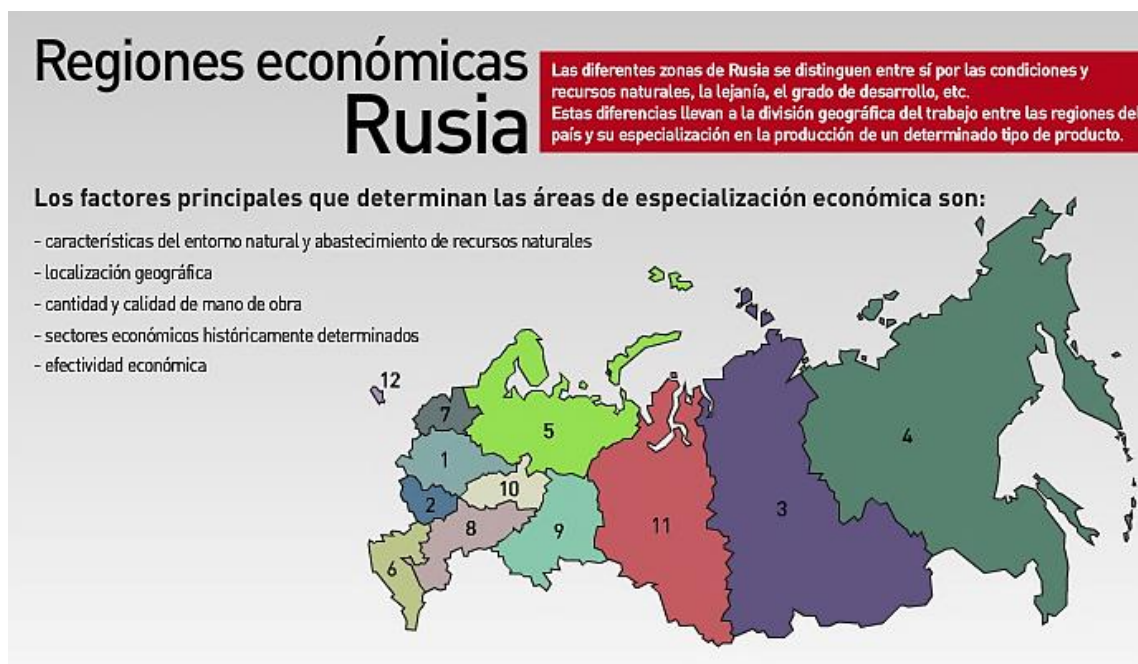 Regiones económicas
Rusia
Las diferentes zonas de Rusia se distinguen entre sí por las condiciones y
recursos naturales, la lejanía, el grado de desarrollo, etc.
Estas diferencias llevan a la división geográfica del trabajo entre las regiones del
país y su especialización en la producción de un determinado tipo de producto.
Los factores principales que determinan las áreas de especialización económica son:
- características del entorno natural y abastecimiento de recursos naturales
- localización geográfica
- cantidad y calidad de mano de obra
- sectores económicos históricamente determinados
- efectividad económica
12
7
5
4
1
10
2
3
8
9
11
6